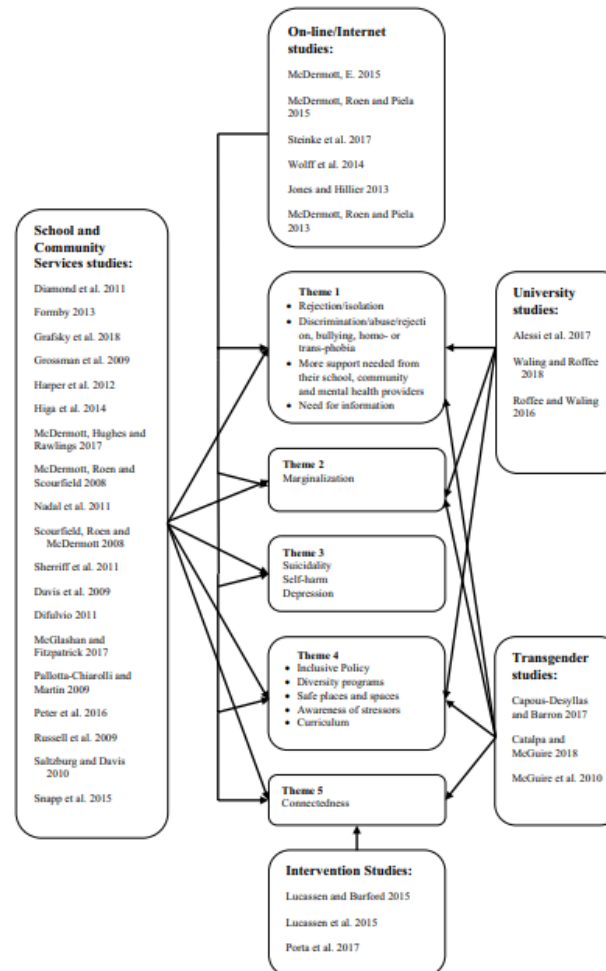 On-line/Internet
studies:
McDermott, E. 2015
McDermott, Roen and Piela
2015
Steinke et al. 2017
Wolff et al. 2014
Jones and Hillier 2013
McDermott, Roen and Piela
2013
School and
Community
Services studies:
Diamond et al. 2011
Formby 2013
Grafsky et al. 2018
Grossman et al. 2009
Harper et al. 2012
Higa et al. 2014
McDermott, Hughes and
Rawlings 2017
McDermott, Roen and
Scourfield 2008
Nadal et al. 2011
Scourfield, Roen and
McDermott 2008
Sherriff et al. 2011
Davis et al. 2009
Difulvio 2011
McGlashan and
Fitzpatrick 2017
Pallotta-Chiarolli and
Martin 2009
Peter et al. 2016
Russell et al. 2009
Saltzburg and Davis
2010
Snapp et al. 2015
Theme 1
• Rejection/isolation
• Discrimination/abuse/rejecti
on, bullying, homo- or
trans-phobia
• More support needed from
their school, community
and mental health providers
• Need for information
Theme 2
Marginalization
Theme 3
Suicidality
Self-harm
Depression
Theme 4
• Inclusive Policy
• Diversity programs
• Safe places and spaces
• Awareness of stressors
• Curriculum
Theme 5
Connectedness
University
studies:
Alessi et al. 2017
Waling and Roffee
2018
Roffee and Waling
2016
Transgender
studies:
Capous-Desyllas
and Barron 2017
Catalpa and
McGuire 2018
McGuire et al. 2010
Intervention Studies:
Lucassen and Burford 2015
Lucassen et al. 2015
Porta et al. 2017